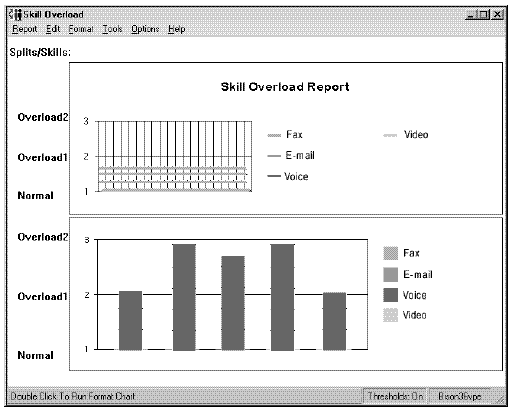 Skill Overload
Report Edit Format Tools Options Help
Splits/Skills:
Skill Overload Report
Overload2
Overload1
Normal
3
2
1
Fax
Video
E-mail
Voice
Overload2
Overload1
Normal
3
2
1
Fax
E-mail
Voice
Video
Double Click To Run Format Chart
Thresholds: On